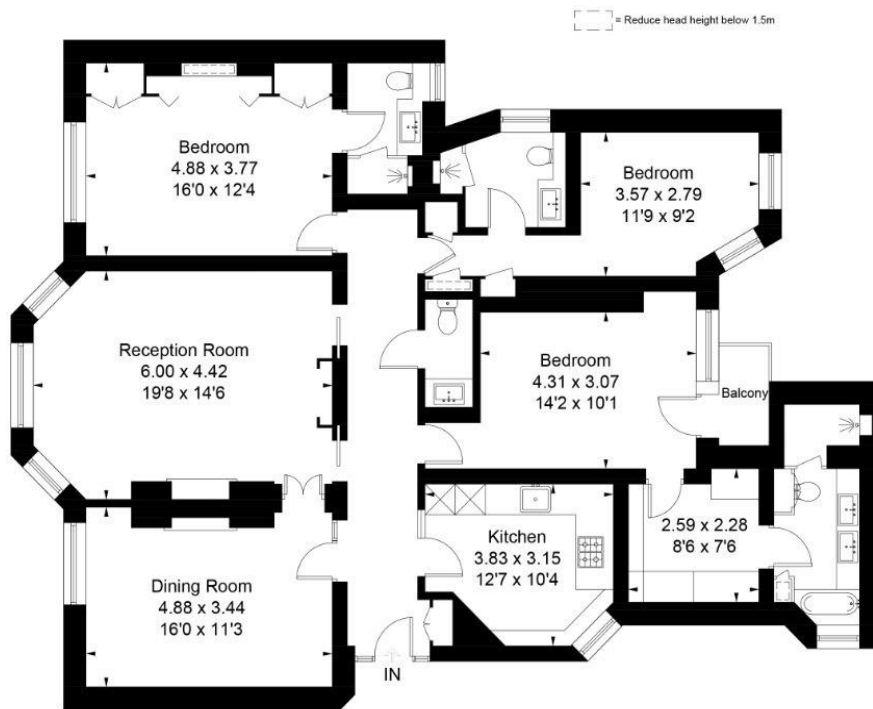 = Reduce head height below 1.5m
Bedroom
4.88 x 3.77
16'0 x 12'4
Bedroom
3.57 x 2.79
11'9 x 9'2
Reception Room
6.00 x 4.42
19'8 x 14'6
Bedroom
4.31 x 3.07
14'2 x 10'1
Balcony
Kitchen
3.83 x 3.15
12'7 x 10'4
2.59 x 2.28
8'6 x 7'6
Dining Room
4.88 x 3.44
16'0 x 11'3
IN